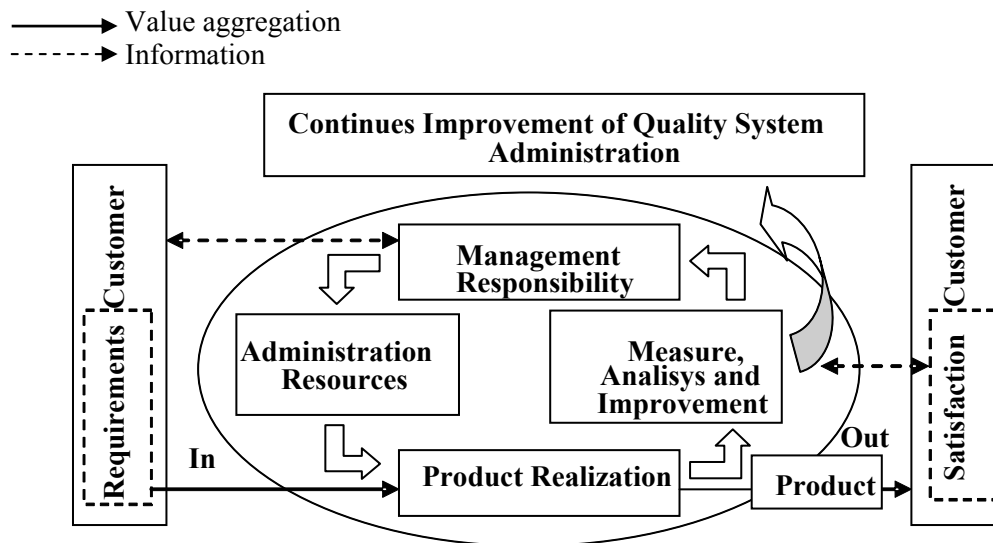 Value aggregation
Information
Continues Improvement of Quality System
Administration
Customer
Requirements
Management
Responsibility
Administration
Resources
Measure,
Analisys and
Improvement
Customer
Satisfaction
In
Product Realization
Out
Product